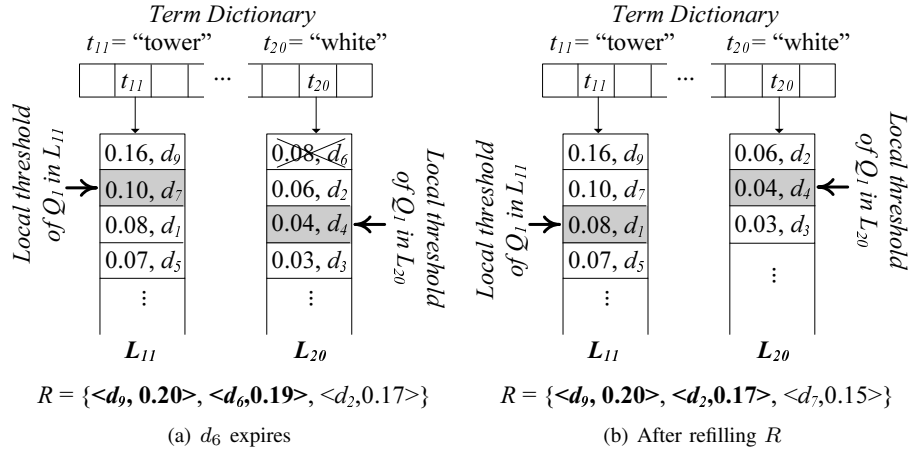 Term Dictionary
t11= “tower” t20= “white”
t11 ... t20
Local threshold
of Q1 in L11
0.16, d9
0.10, d7
0.08, d1
0.07, d5
⋮
L11
0.08, d6
0.06, d2
0.04, d4
0.03, d3
⋮
L20
Local threshold
of Q1 in L20
R = {<d9, 0.20>, <d6,0.19>, <d2,0.17>}
(a) d6 expires
Term Dictionary
t11= “tower” t20= “white”
t11 ... t20
Local threshold
of Q1 in L11
0.16, d9
0.10, d7
0.08, d1
0.07, d5
⋮
L11
0.06, d2
0.04, d4
0.03, d3
⋮
L20
Local threshold
of Q1 in L20
R = {<d9, 0.20>, <d2,0.17>, <d7,0.15>}
(b) After refilling R